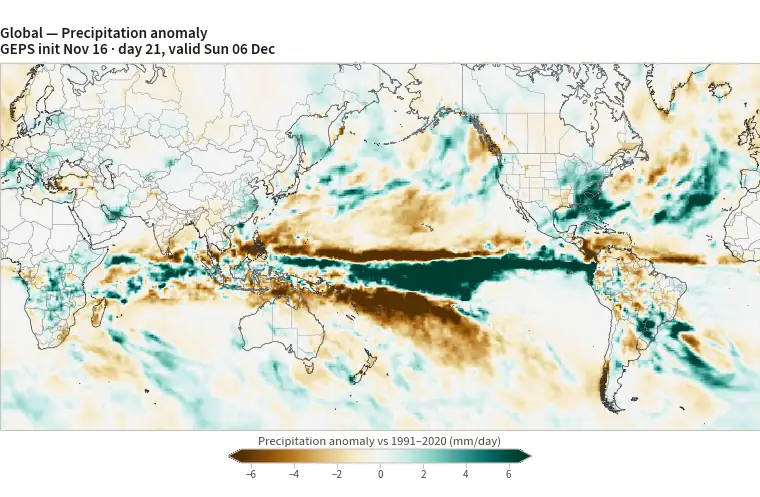 Global — Precipitation anomaly
GEPS init Nov 16 · day 21, valid Sun 06 Dec
Precipitation anomaly vs 1991–2020 (mm/day)
−6 −4 −2 0 2 4 6